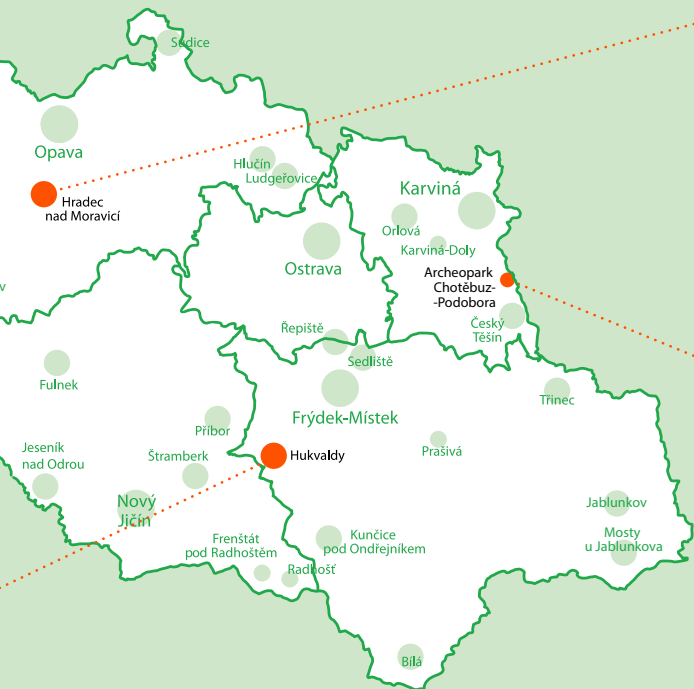 Sudice
Opava
Hlučín
Ludgeřovice
Hradec
nad Moravicí
Karviná
Orlová
Karviná-Doly
Ostrava
Archeopark
Chotěbuz-
-Podobora
v
Český
Těšín
Řepiště
Sedliště
Fulnek
Třinec
Frýdek-Místek
Příbor
Prašivá
Jeseník
nad Odrou
Štramberk
Hukvaldy
Nový
Jičín
Jablunkov
Frenštát
pod Radhoštěm
Kunčice
pod Ondřejníkem
Mosty
u Jablunkova
Radhošť
Bílá